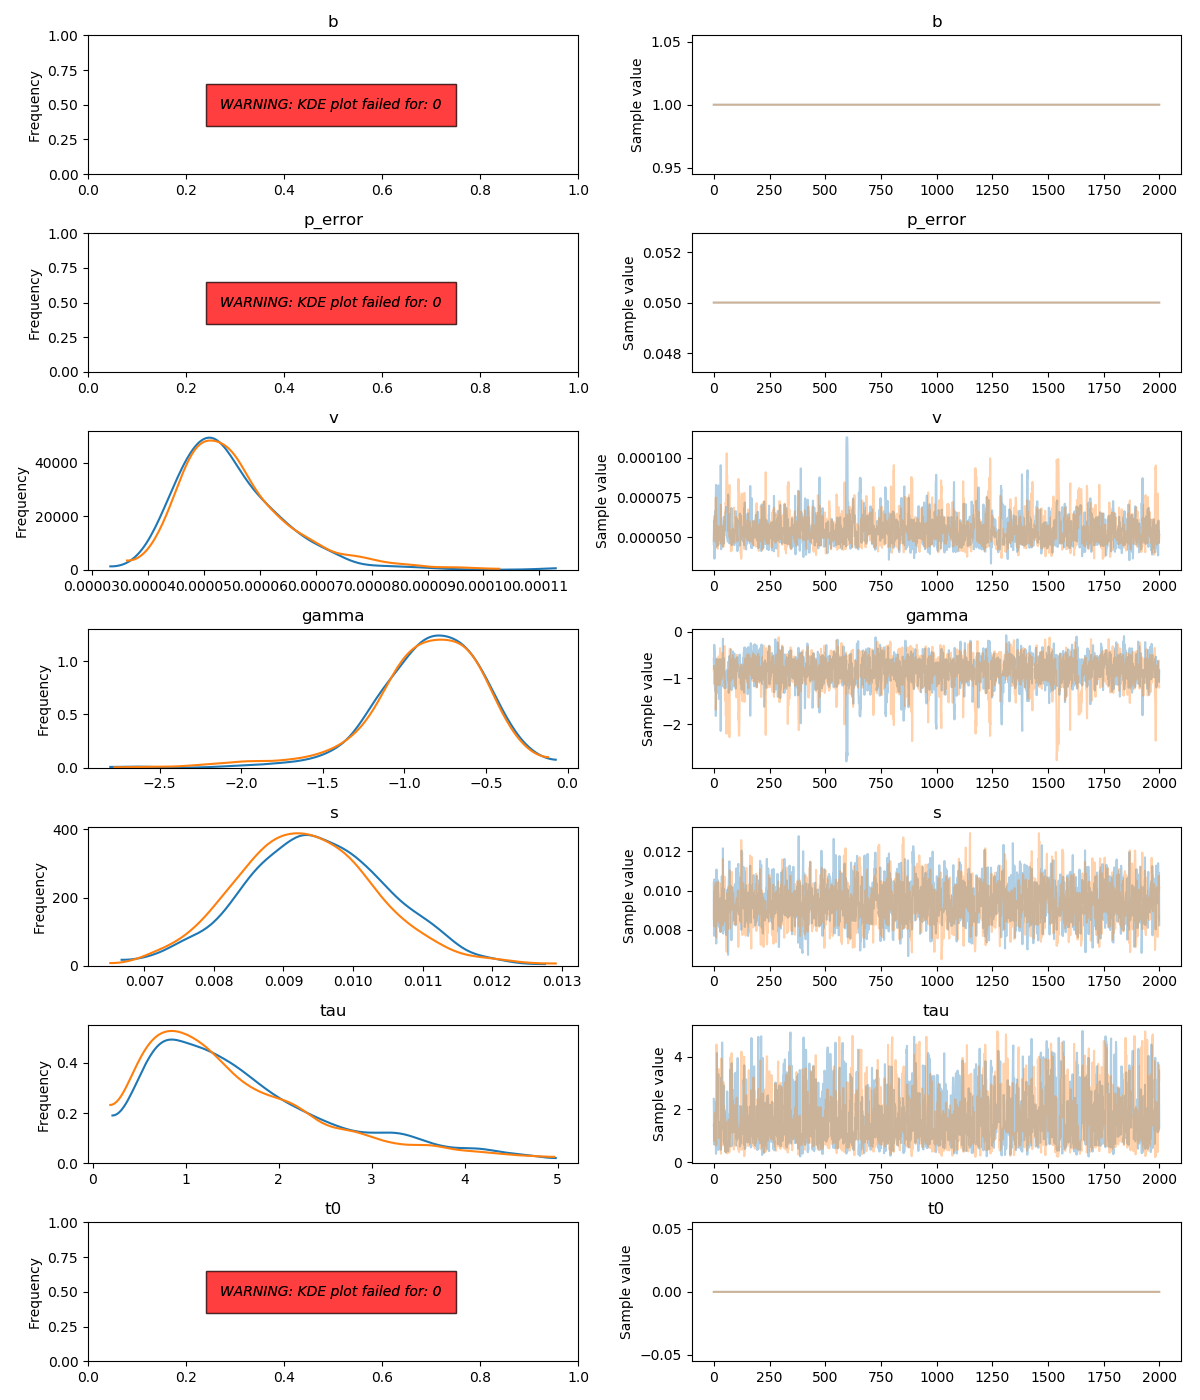 b
b
1.00
0.75
0.50
0.25
0.00
Frequency
WARNING: KDE plot failed for: 0
0.0 0.2 0.4 0.6 0.8 1.0
1.05
1.00
0.95
Sample value
0 250 500 750 1000 1250 1500 1750 2000
p_error
p_error
1.00
0.75
0.50
0.25
0.00
Frequency
WARNING: KDE plot failed for: 0
0.0 0.2 0.4 0.6 0.8 1.0
0.052
0.050
0.048
Sample value
0 250 500 750 1000 1250 1500 1750 2000
v
v
40000
20000
0
Frequency
0.00003 0.00004 0.00005 0.00006 0.00007 0.00008 0.00009 0.00010 0.00011
0.000100
0.000075
0.000050
Sample value
0 250 500 750 1000 1250 1500 1750 2000
gamma
gamma
1.0
0.5
0.0
Frequency
−2.5 −2.0 −1.5 −1.0 −0.5 0.0
0
−1
−2
Sample value
0 250 500 750 1000 1250 1500 1750 2000
s
s
400
200
0
Frequency
0.007 0.008 0.009 0.010 0.011 0.012 0.013
0.012
0.010
0.008
Sample value
0 250 500 750 1000 1250 1500 1750 2000
tau
tau
0.4
0.2
0.0
Frequency
0 1 2 3 4 5
4
2
0
Sample value
0 250 500 750 1000 1250 1500 1750 2000
t0
t0
1.00
0.75
0.50
0.25
0.00
Frequency
WARNING: KDE plot failed for: 0
0.0 0.2 0.4 0.6 0.8 1.0
0.05
0.00
−0.05
Sample value
0 250 500 750 1000 1250 1500 1750 2000